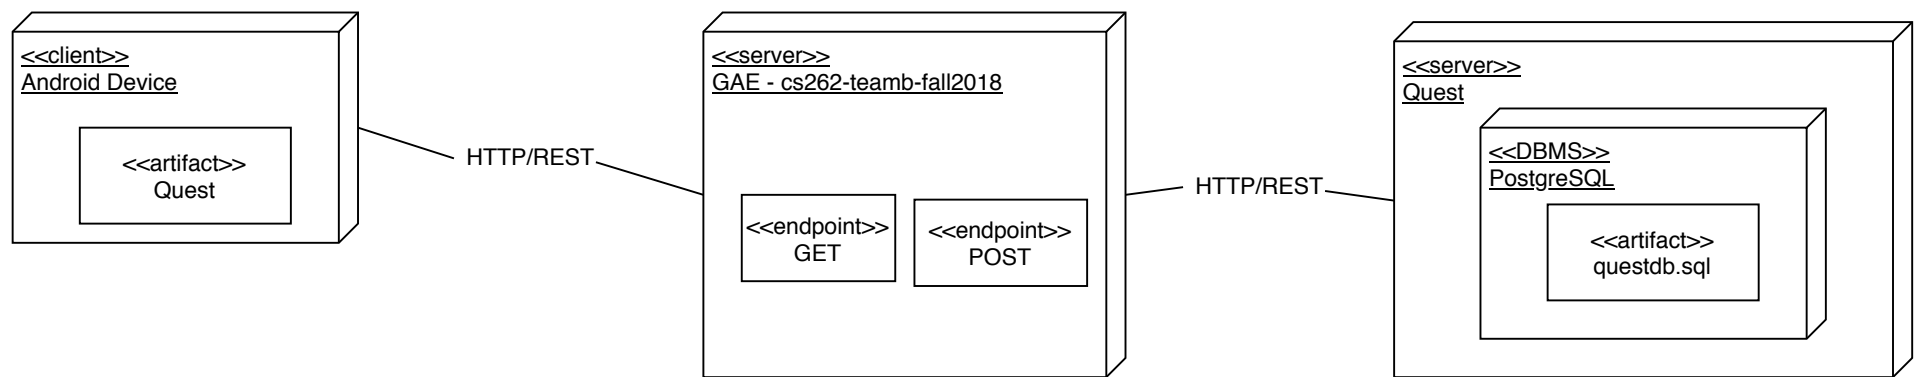 <<client>>
Android Device
<<artifact>>
Quest
HTTP/REST
<<server>>
GAE - cs262-teamb-fall2018
<<endpoint>>
GET
<<endpoint>>
POST
HTTP/REST
<<server>>
Quest
<<DBMS>>
PostgreSQL
<<artifact>>
questdb.sql